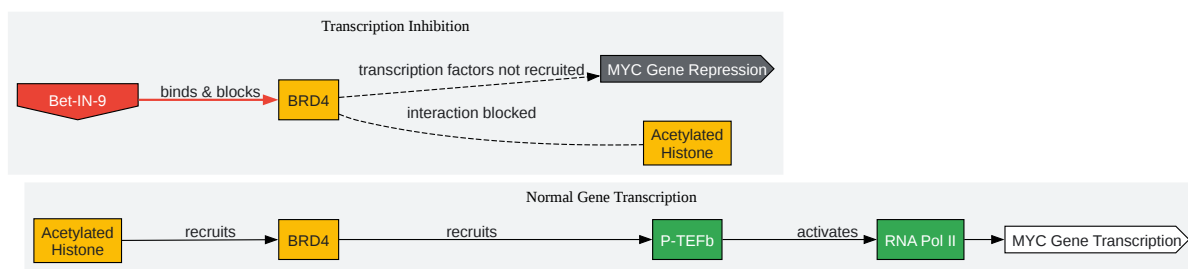 Transcription Inhibition
transcription factors not recruited
MYC Gene Repression
Bet-IN-9
binds & blocks
BRD4
interaction blocked
Acetylated
Histone
Normal Gene Transcription
Acetylated
Histone
recruits
BRD4
recruits
P-TEFb
activates
RNA Pol II
MYC Gene Transcription